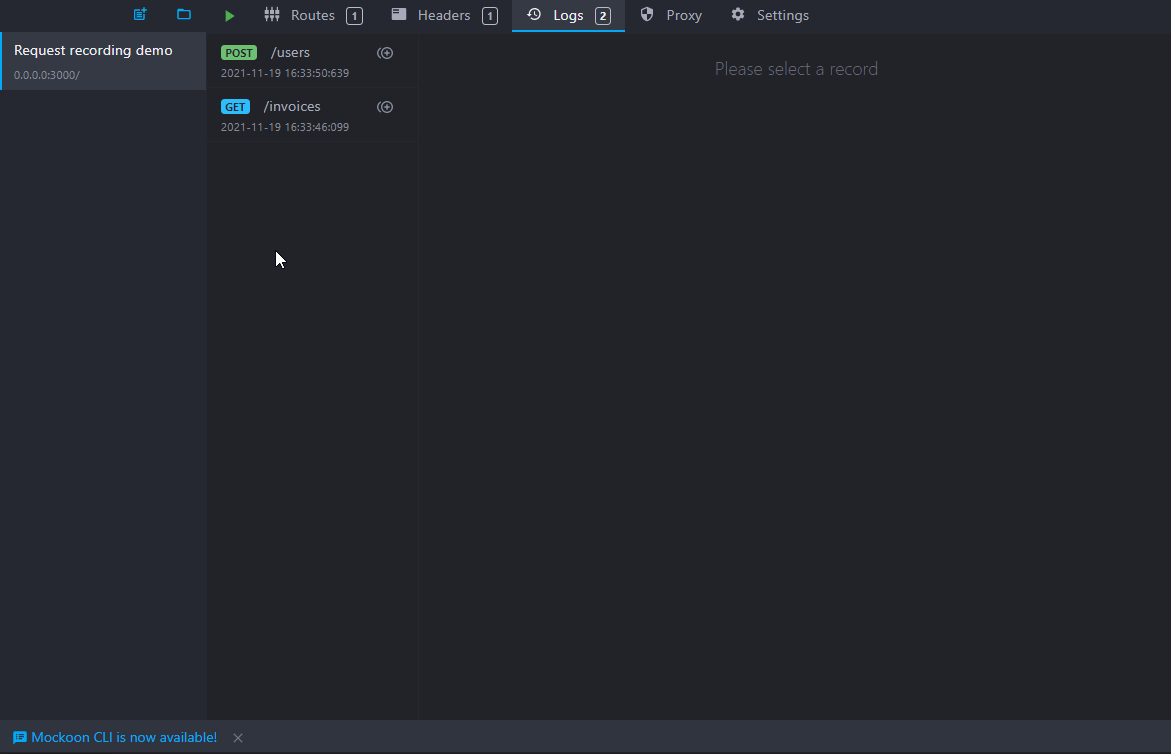 Routes 1 Headers 1 Logs 2 Proxy Settings
Request recording demo
0.0.0.0:3000/
POST /users
2021-11-19 16:33:50:639
GET /invoices
2021-11-19 16:33:46:099
Please select a record
Mockoon CLI is now available!